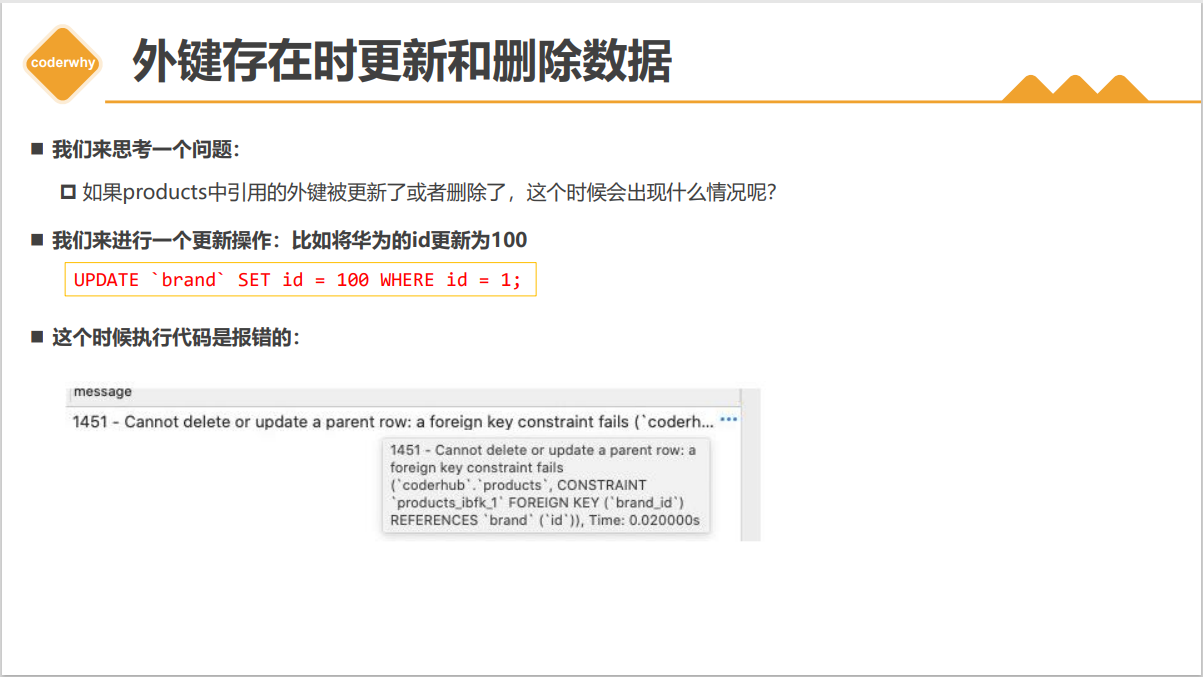 coderwhy
外键存在时更新和删除数据
我们来思考一个问题：
如果products中引用的外键被更新了或者删除了，这个时候会出现什么情况呢？
我们来进行一个更新操作：比如将华为的id更新为100
UPDATE `brand` SET id = 100 WHERE id = 1;
这个时候执行代码是报错的：
message
1451 - Cannot delete or update a parent row: a foreign key constraint fails (`coderh... •••
1451 - Cannot delete or update a parent row: a
foreign key constraint fails
(`coderhub`.`products`, CONSTRAINT
`products_ibfk_1` FOREIGN KEY (`brand_id`)
REFERENCES `brand` (`id`)), Time: 0.020000s